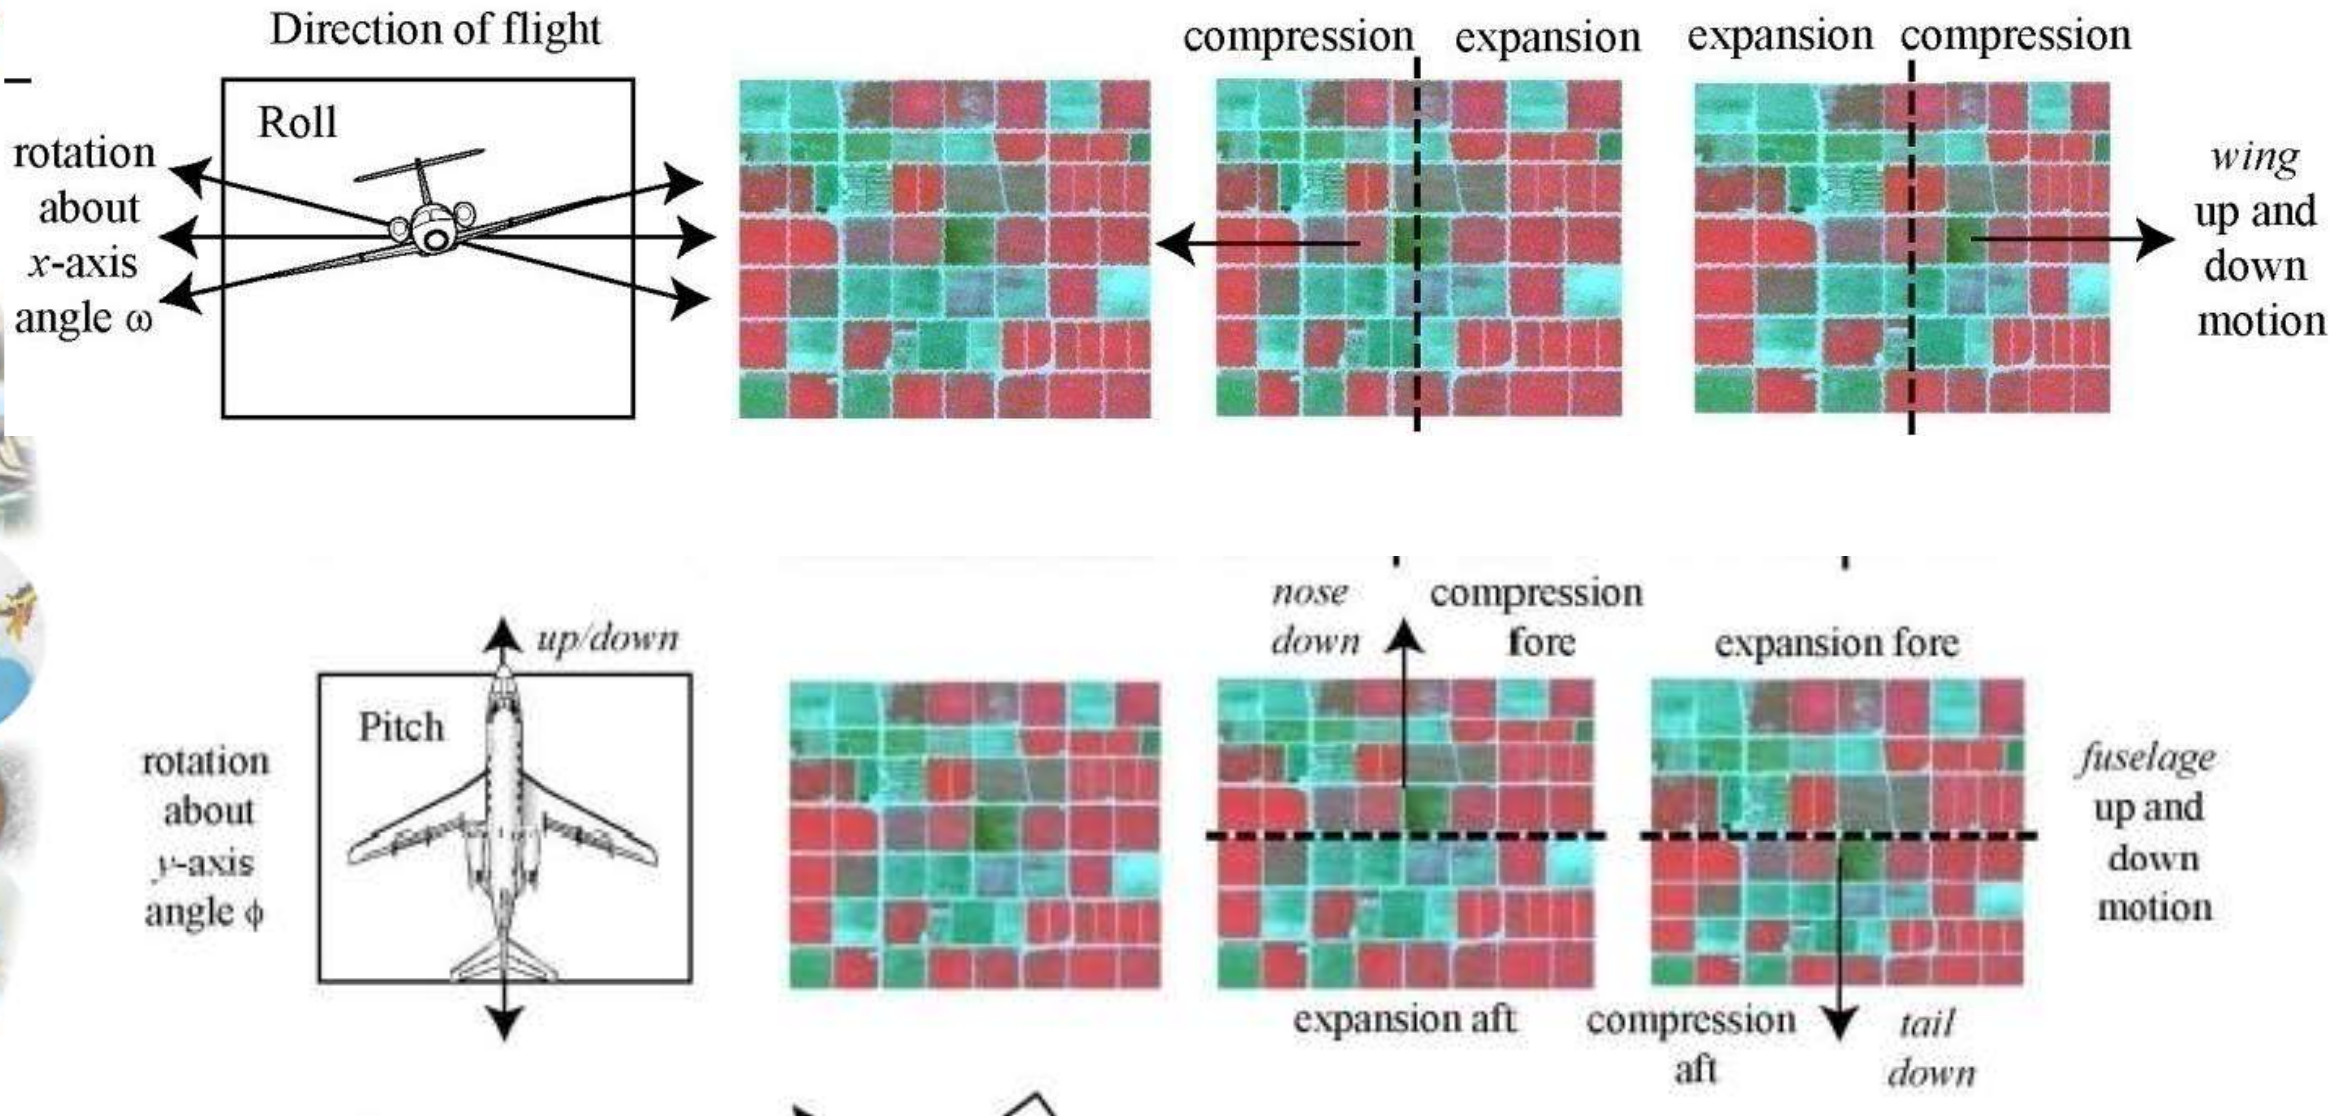 Direction of flight
Roll
rotation
about
x-axis
angle ω
compression expansion
expansion compression
wing
up and
down
motion
up/down
Pitch
rotation
about
y-axis
angle ϕ
nose
down
compression
fore
expansion aft
expansion fore
compression
aft
tail
down
fuselage
up and
down
motion